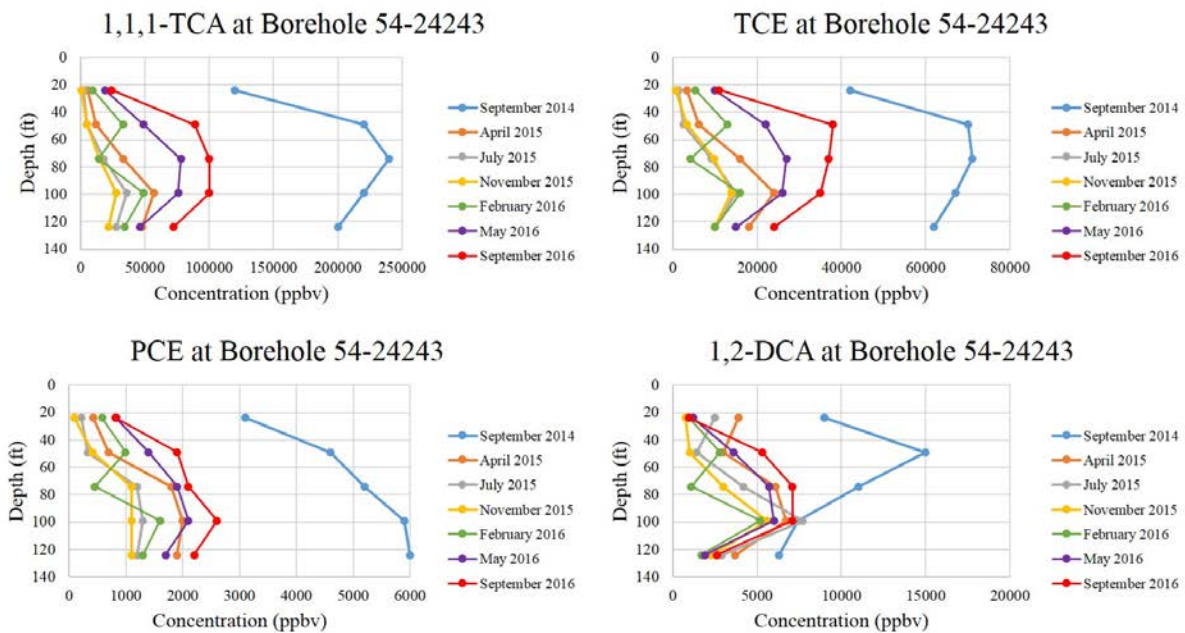 1,1,1-TCA at Borehole 54-24243
0
20
40
60
80
100
120
140
Depth (ft)
0 50000 100000 150000 200000 250000
Concentration (ppbv)
September 2014
April 2015
July 2015
November 2015
February 2016
May 2016
September 2016
TCE at Borehole 54-24243
0
20
40
60
80
100
120
140
Depth (ft)
0 20000 40000 60000 80000
Concentration (ppbv)
September 2014
April 2015
July 2015
November 2015
February 2016
May 2016
September 2016
PCE at Borehole 54-24243
0
20
40
60
80
100
120
140
Depth (ft)
0 1000 2000 3000 4000 5000 6000
Concentration (ppbv)
September 2014
April 2015
July 2015
November 2015
February 2016
May 2016
September 2016
1,2-DCA at Borehole 54-24243
0
20
40
60
80
100
120
140
Depth (ft)
0 5000 10000 15000 20000
Concentration (ppbv)
September 2014
April 2015
July 2015
November 2015
February 2016
May 2016
September 2016